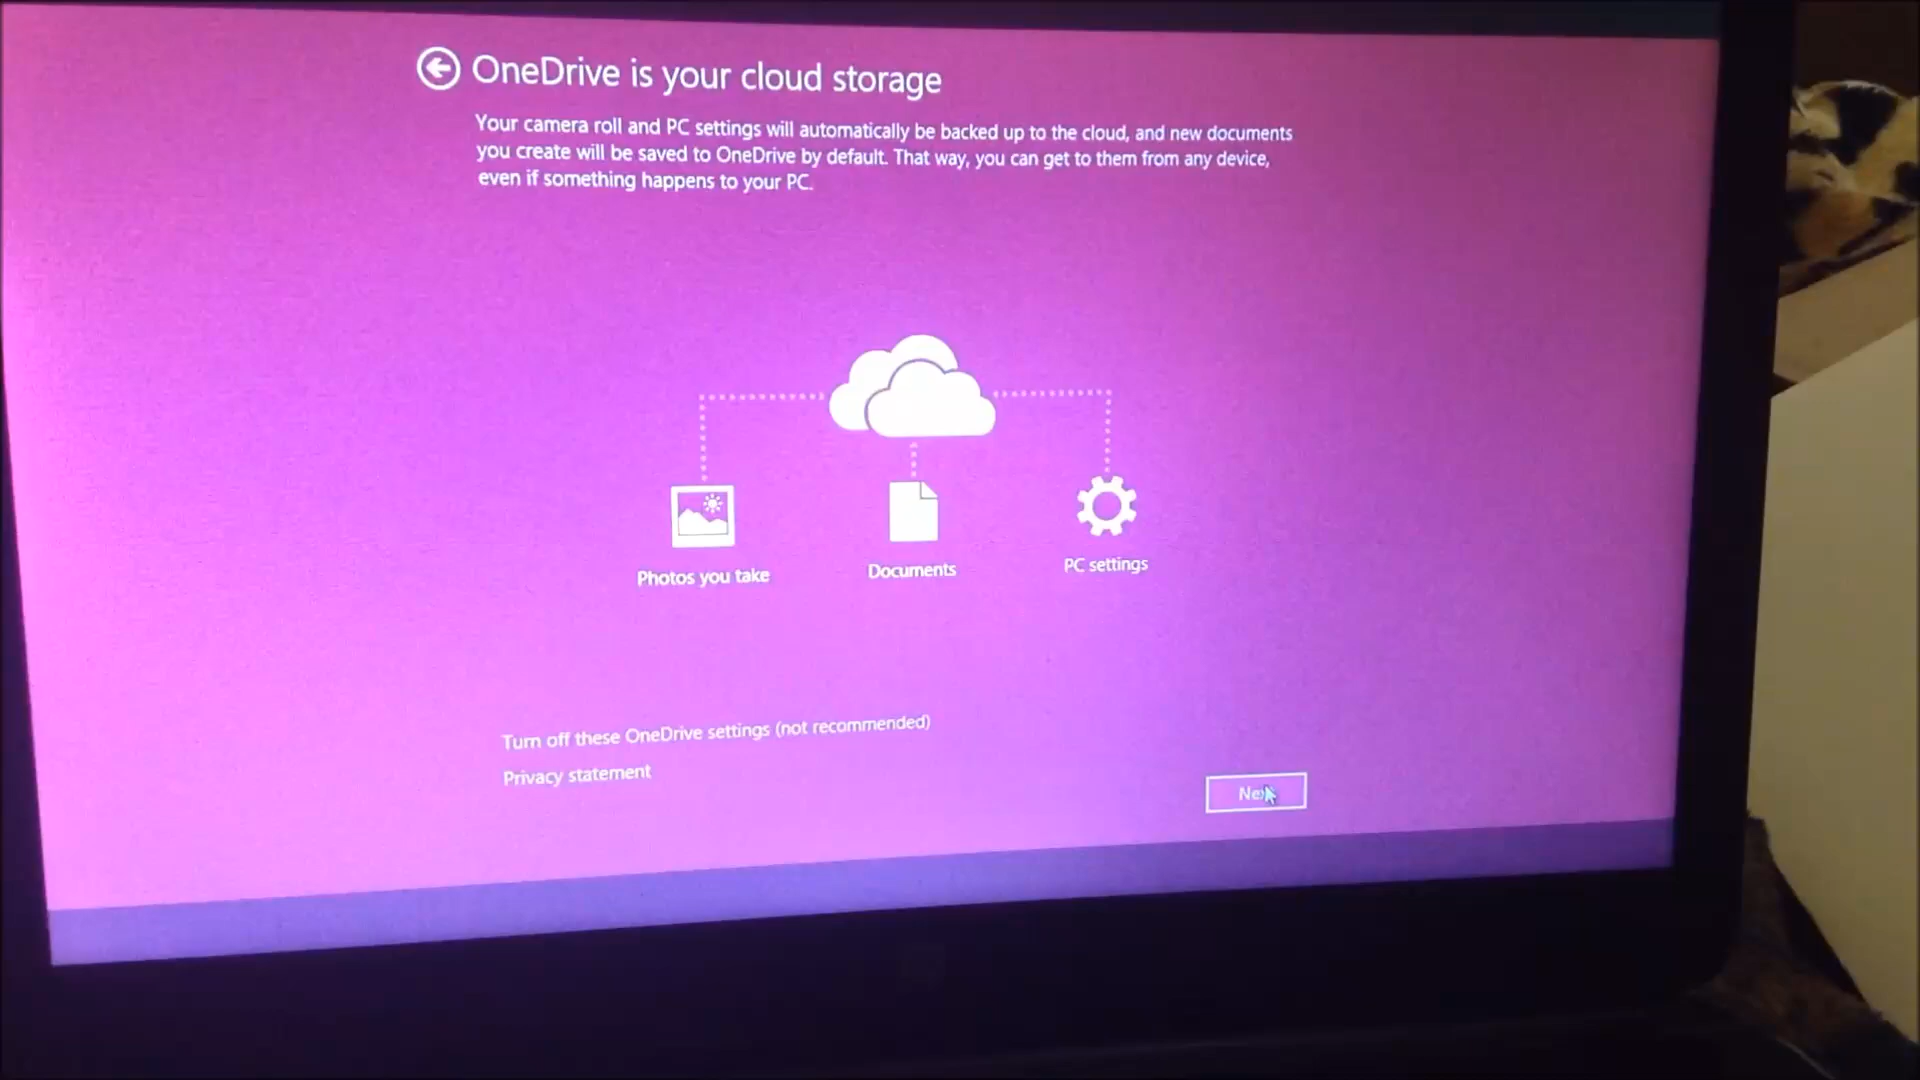 OneDrive is your cloud storage
Your camera roll and PC settings will automatically be backed up to the cloud, and new documents
you create will be saved to OneDrive by default. That way, you can get to them from any device,
even if something happens to your PC.
Photos you take
Documents
PC settings
Turn off these OneDrive settings (not recommended)
Privacy statement
Next